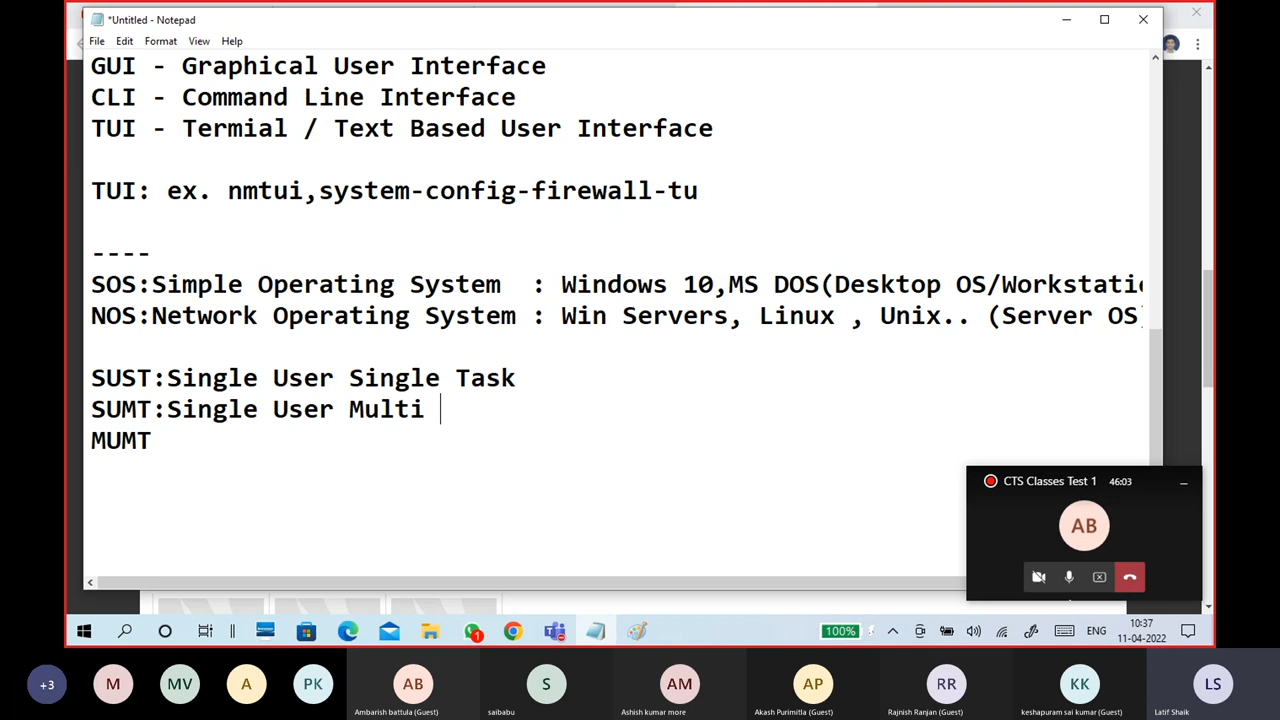 *Untitled - Notepad
File Edit Format View Help
GUI - Graphical User Interface
CLI - Command Line Interface
TUI - Termial / Text Based User Interface
TUI: ex. nmtui,system-config-firewall-tu
----
SOS:Simple Operating System : Windows 10,MS DOS(Desktop OS/Workstatic
NOS:Network Operating System : Win Servers, Linux , Unix.. (Server OS)
SUST:Single User Single Task
SUMT:Single User Multi
MUMT
CTS Classes Test 1 46:03
AB
1
100%
ENG
10:37
11-04-2022
+3 M MV A PK AB S AM AP RR KK LS
Ambarish battula (Guest) saibabu Ashish kumar more Akash Purimitla (Guest) Rajnish Ranjan (Guest) keshapuram sai kumar (Guest) Latif Shaik